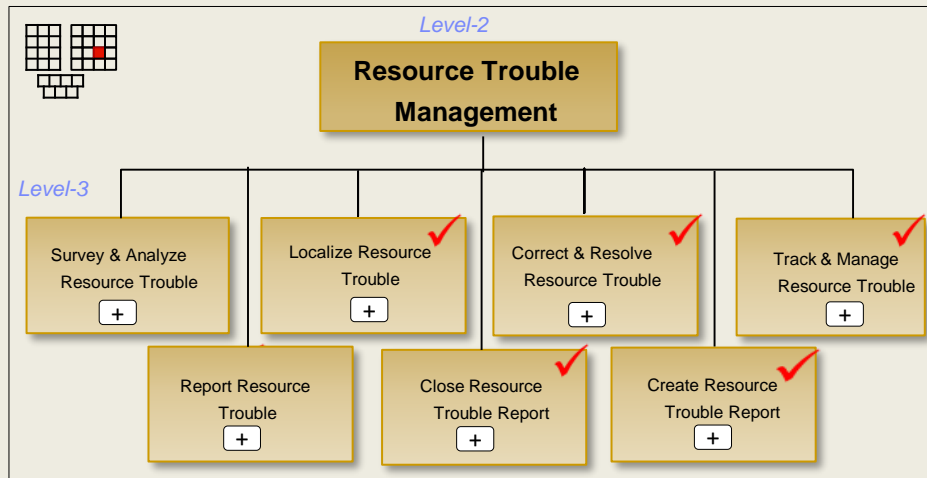 Level-2
Resource Trouble
Management
Level-3
Survey & Analyze
Resource Trouble
+
Localize Resource
Trouble
+
Correct & Resolve
Resource Trouble
+
Track & Manage
Resource Trouble
+
Report Resource
Trouble
+
Close Resource
Trouble Report
+
Create Resource
Trouble Report
+